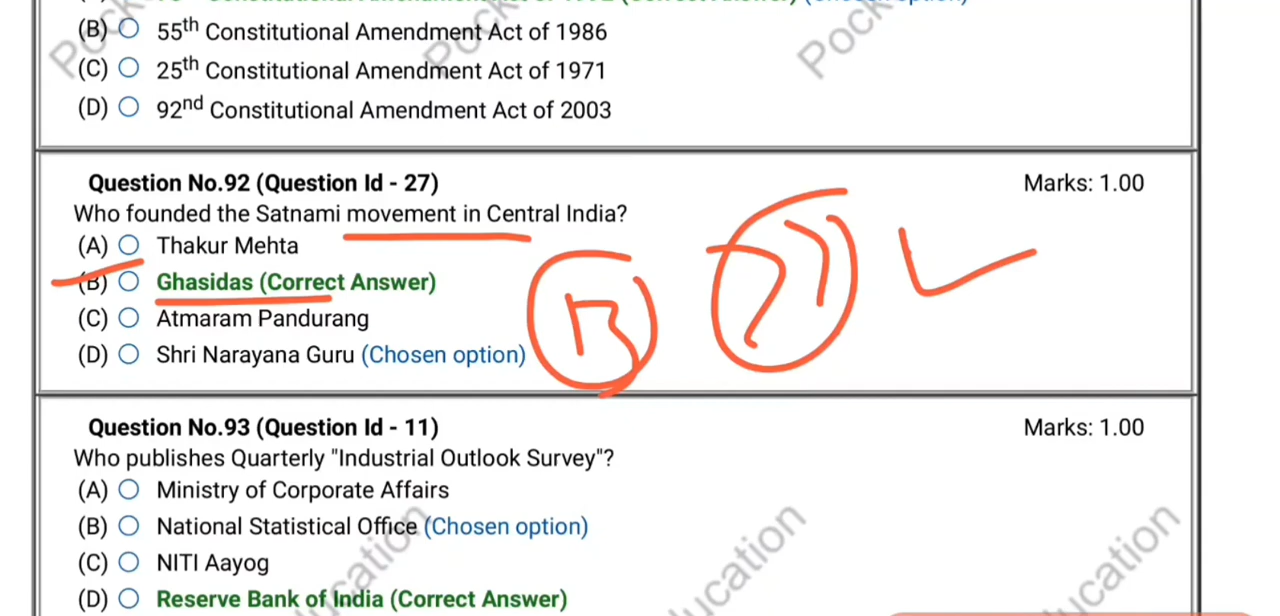 (B) 55th Constitutional Amendment Act of 1986
(C) 25th Constitutional Amendment Act of 1971
(D) 92nd Constitutional Amendment Act of 2003
Question No.92 (Question Id - 27) Marks: 1.00
Who founded the Satnami movement in Central India?
(A) Thakur Mehta
(B) Ghasidas (Correct Answer)
(C) Atmaram Pandurang
(D) Shri Narayana Guru (Chosen option)
B
Question No.93 (Question Id - 11) Marks: 1.00
Who publishes Quarterly "Industrial Outlook Survey"?
(A) Ministry of Corporate Affairs
(B) National Statistical Office (Chosen option)
(C) NITI Aayog
(D) Reserve Bank of India (Correct Answer)